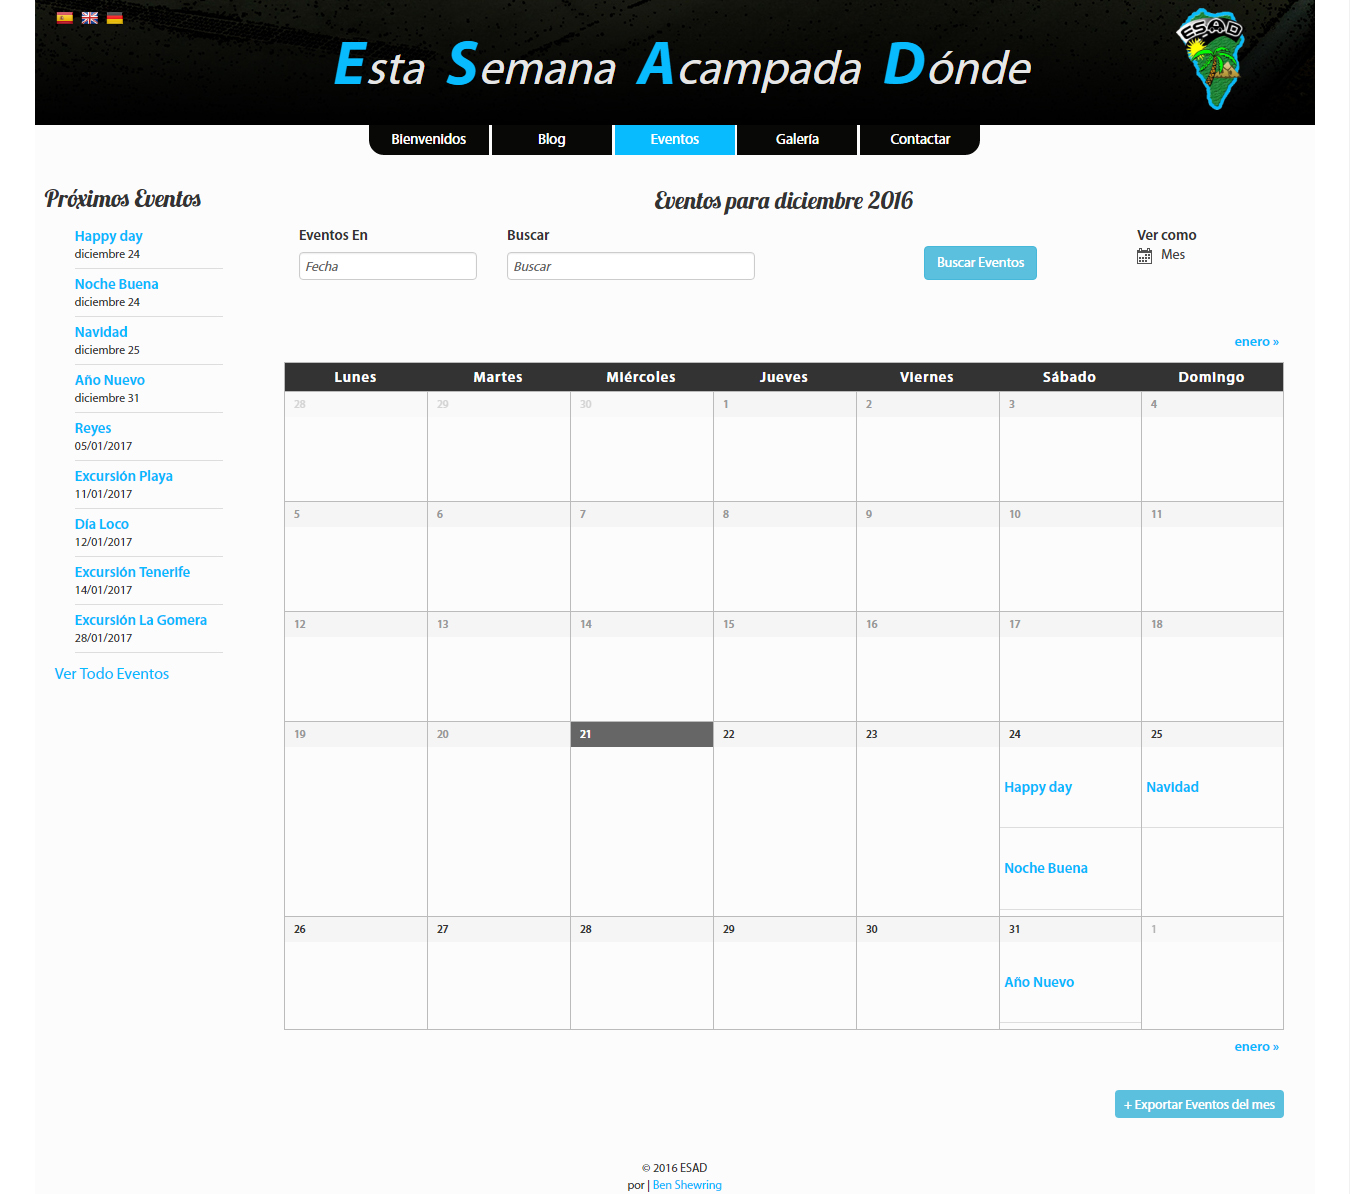 Esta Semana Acampada Dónde
ESAD
Bienvenidos Blog Eventos Galería Contactar
Próximos Eventos
Happy day
diciembre 24
Noche Buena
diciembre 24
Navidad
diciembre 25
Año Nuevo
diciembre 31
Reyes
05/01/2017
Excursión Playa
11/01/2017
Día Loco
12/01/2017
Excursión Tenerife
14/01/2017
Excursión La Gomera
28/01/2017
Ver Todo Eventos
Eventos para diciembre 2016
Eventos En Buscar Ver como
Fecha Buscar Buscar Eventos Mes
enero »
Lunes Martes Miércoles Jueves Viernes Sábado Domingo
28 29 30 1 2 3 4
5 6 7 8 9 10 11
12 13 14 15 16 17 18
19 20 21 22 23 24 25
Happy day Navidad
Noche Buena
26 27 28 29 30 31 1
Año Nuevo
enero »
+ Exportar Eventos del mes
© 2016 ESAD
por | Ben Shewring